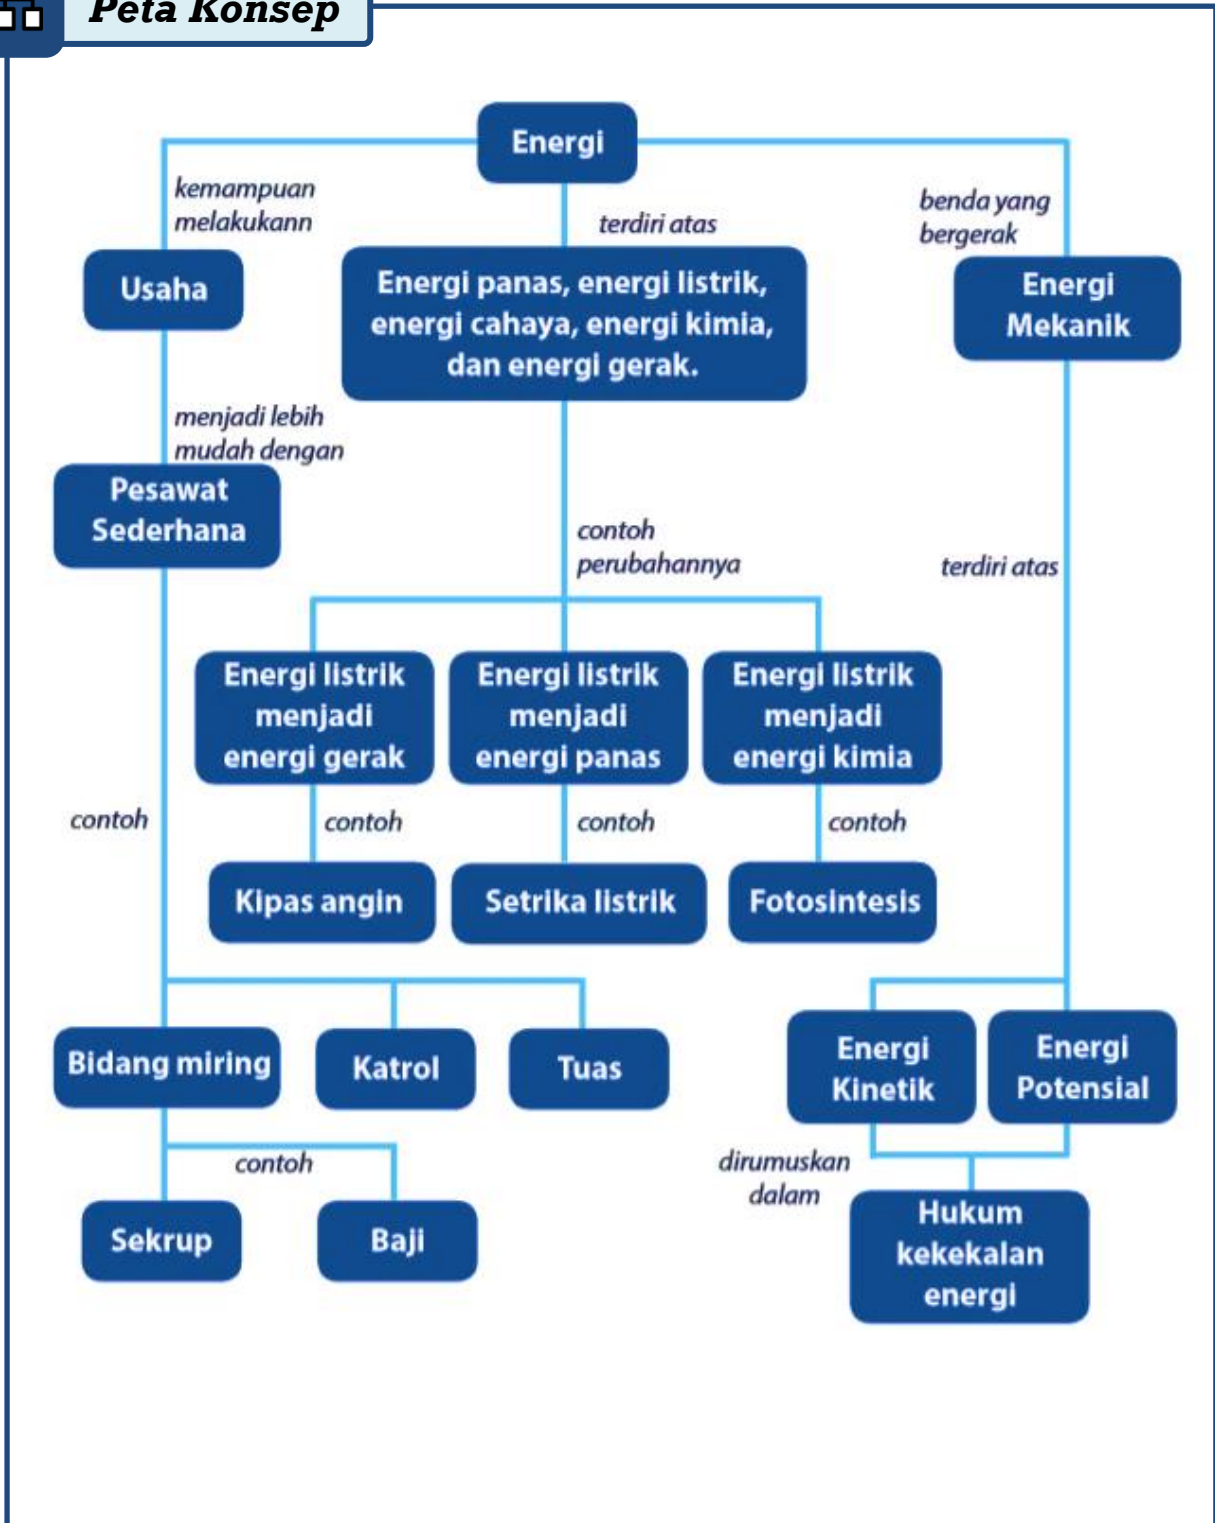 Peta Konsep
Energi
kemampuan
melakukann
terdiri atas
benda yang
bergerak
Usaha
Energi panas, energi listrik,
energi cahaya, energi kimia,
dan energi gerak.
Energi
Mekanik
menjadi lebih
mudah dengan
Pesawat
Sederhana
contoh
perubahannya
terdiri atas
Energi listrik
menjadi
energi gerak
Energi listrik
menjadi
energi panas
Energi listrik
menjadi
energi kimia
contoh
contoh
contoh
contoh
Kipas angin
Setrika listrik
Fotosintesis
Bidang miring
Katrol
Tuas
Energi
Kinetik
Energi
Potensial
contoh
dirumuskan
dalam
Sekrup
Baji
Hukum
kekekalan
energi